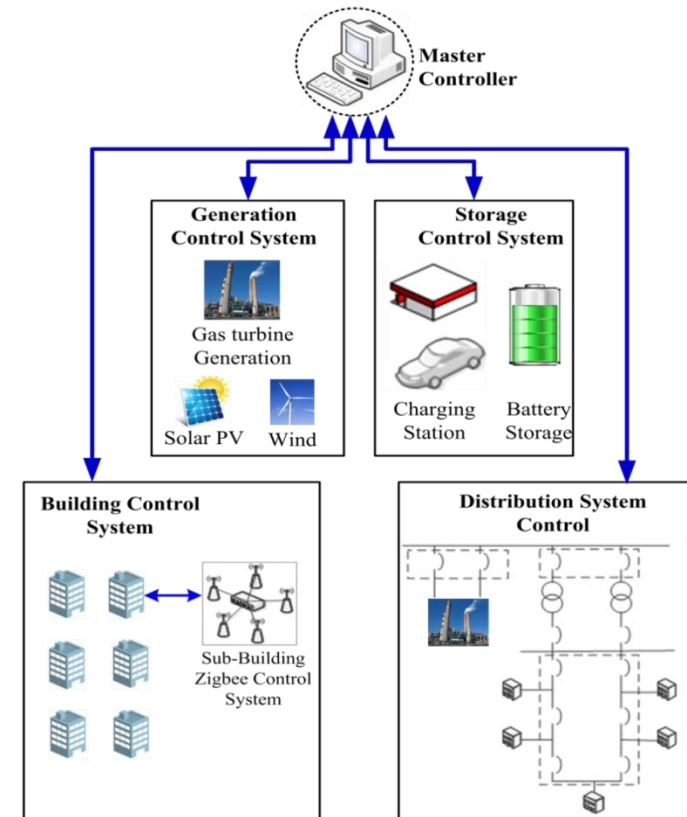 Master
Controller
Generation
Control System
Gas turbine
Generation
Solar PV
Wind
Storage
Control System
Charging
Station
Battery
Storage
Building Control
System
Sub-Building
Zigbee Control
System
Distribution System
Control